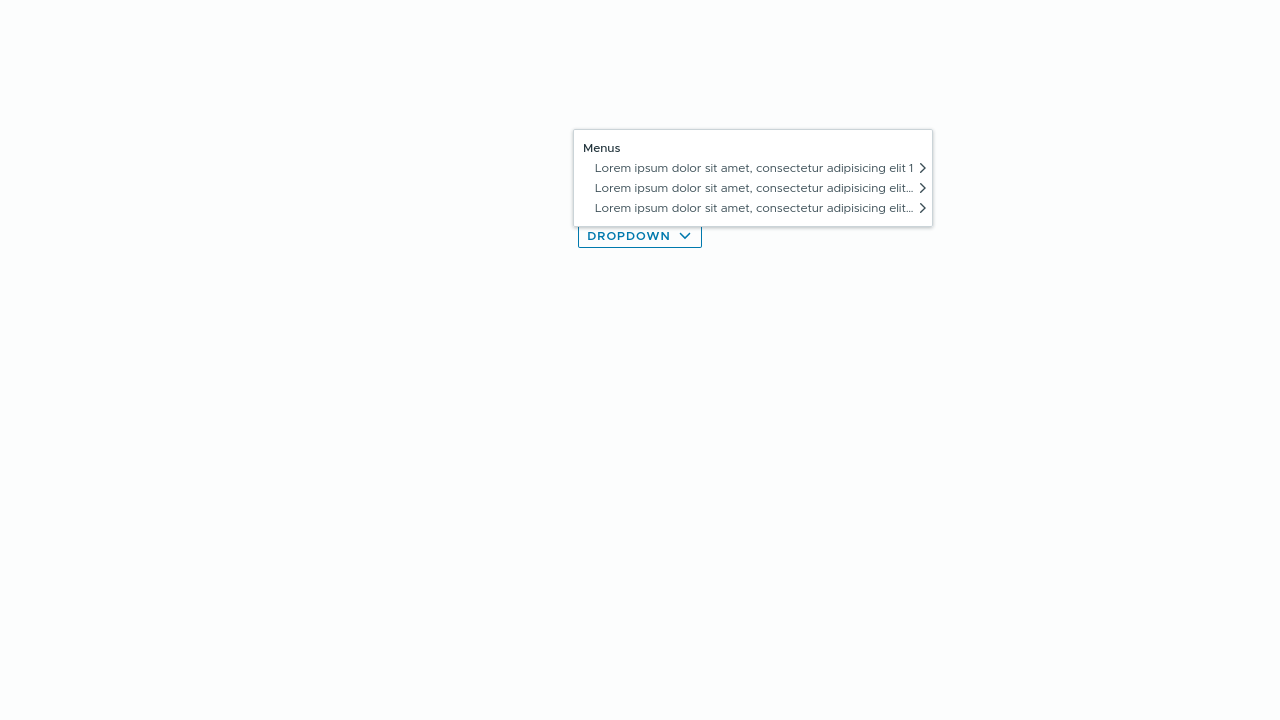 Menus
Lorem ipsum dolor sit amet, consectetur adipisicing elit 1
Lorem ipsum dolor sit amet, consectetur adipisicing elit…
Lorem ipsum dolor sit amet, consectetur adipisicing elit…
DROPDOWN